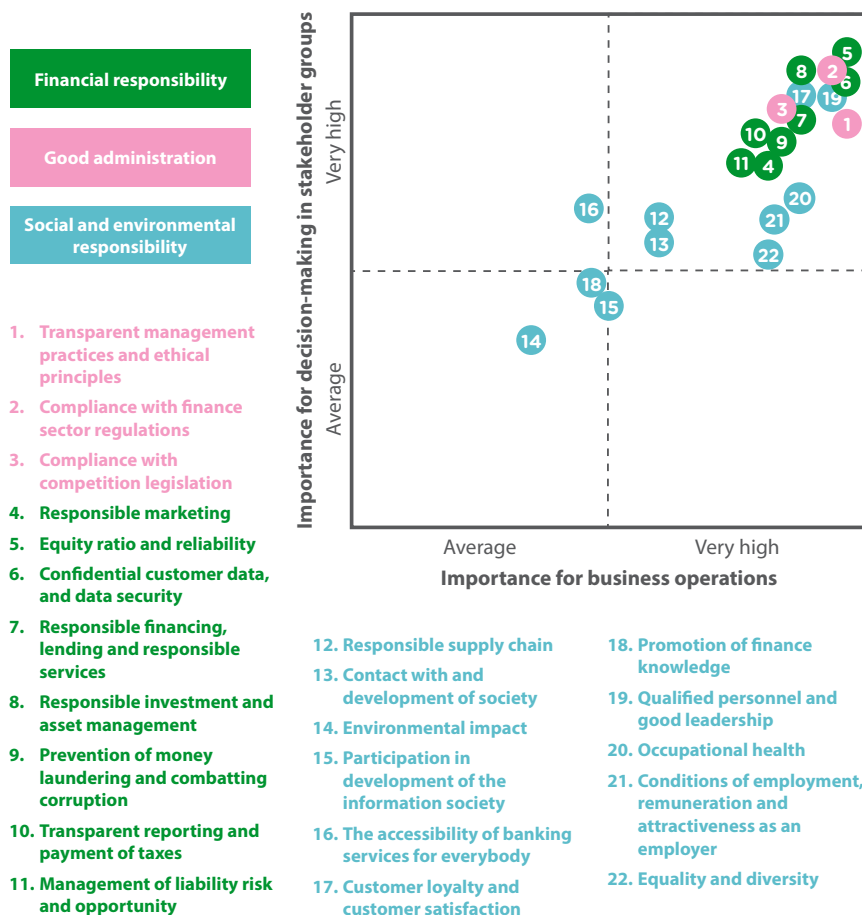 Financial responsibility
Good administration
Social and environmental
responsibility
1. Transparent management
practices and ethical
principles
2. Compliance with finance
sector regulations
3. Compliance with
competition legislation
4. Responsible marketing
5. Equity ratio and reliability
6. Confidential customer data,
and data security
7. Responsible financing,
lending and responsible
services
8. Responsible investment and
asset management
9. Prevention of money
laundering and combatting
corruption
10. Transparent reporting and
payment of taxes
11. Management of liability risk
and opportunity
Importance for decision-making in stakeholder groups
Very high
Average
5
2
8
6
17
19
3
7
1
10
9
11
4
20
16
12
21
13
22
18
15
14
Average
Very high
Importance for business operations
12. Responsible supply chain
13. Contact with and
development of society
14. Environmental impact
15. Participation in
development of the
information society
16. The accessibility of banking
services for everybody
17. Customer loyalty and
customer satisfaction
18. Promotion of finance
knowledge
19. Qualified personnel and
good leadership
20. Occupational health
21. Conditions of employment,
remuneration and
attractiveness as an
employer
22. Equality and diversity